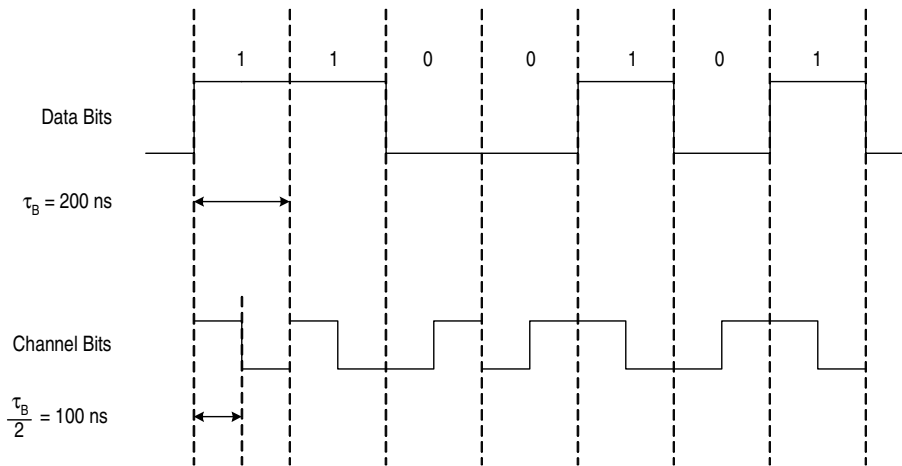 1 1 0 0 1 0 1
Data Bits
τB = 200 ns
Channel Bits
τB/2 = 100 ns